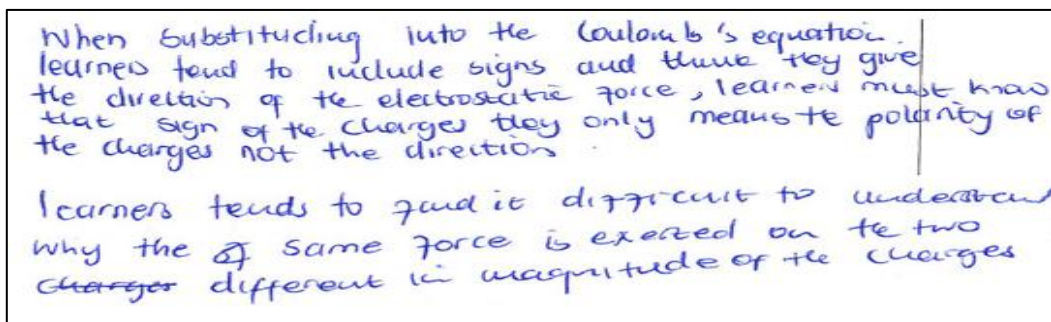 When substituting into the Coulomb's equation.
learners tend to include signs and think they give
the direction of the electrostatic force, learners must know
that sign of the charges they only means the polarity of
the charges not the direction.
learners tends to find it difficult to understand
why the same force is exerted on the two
charges different in magnitude of the charges